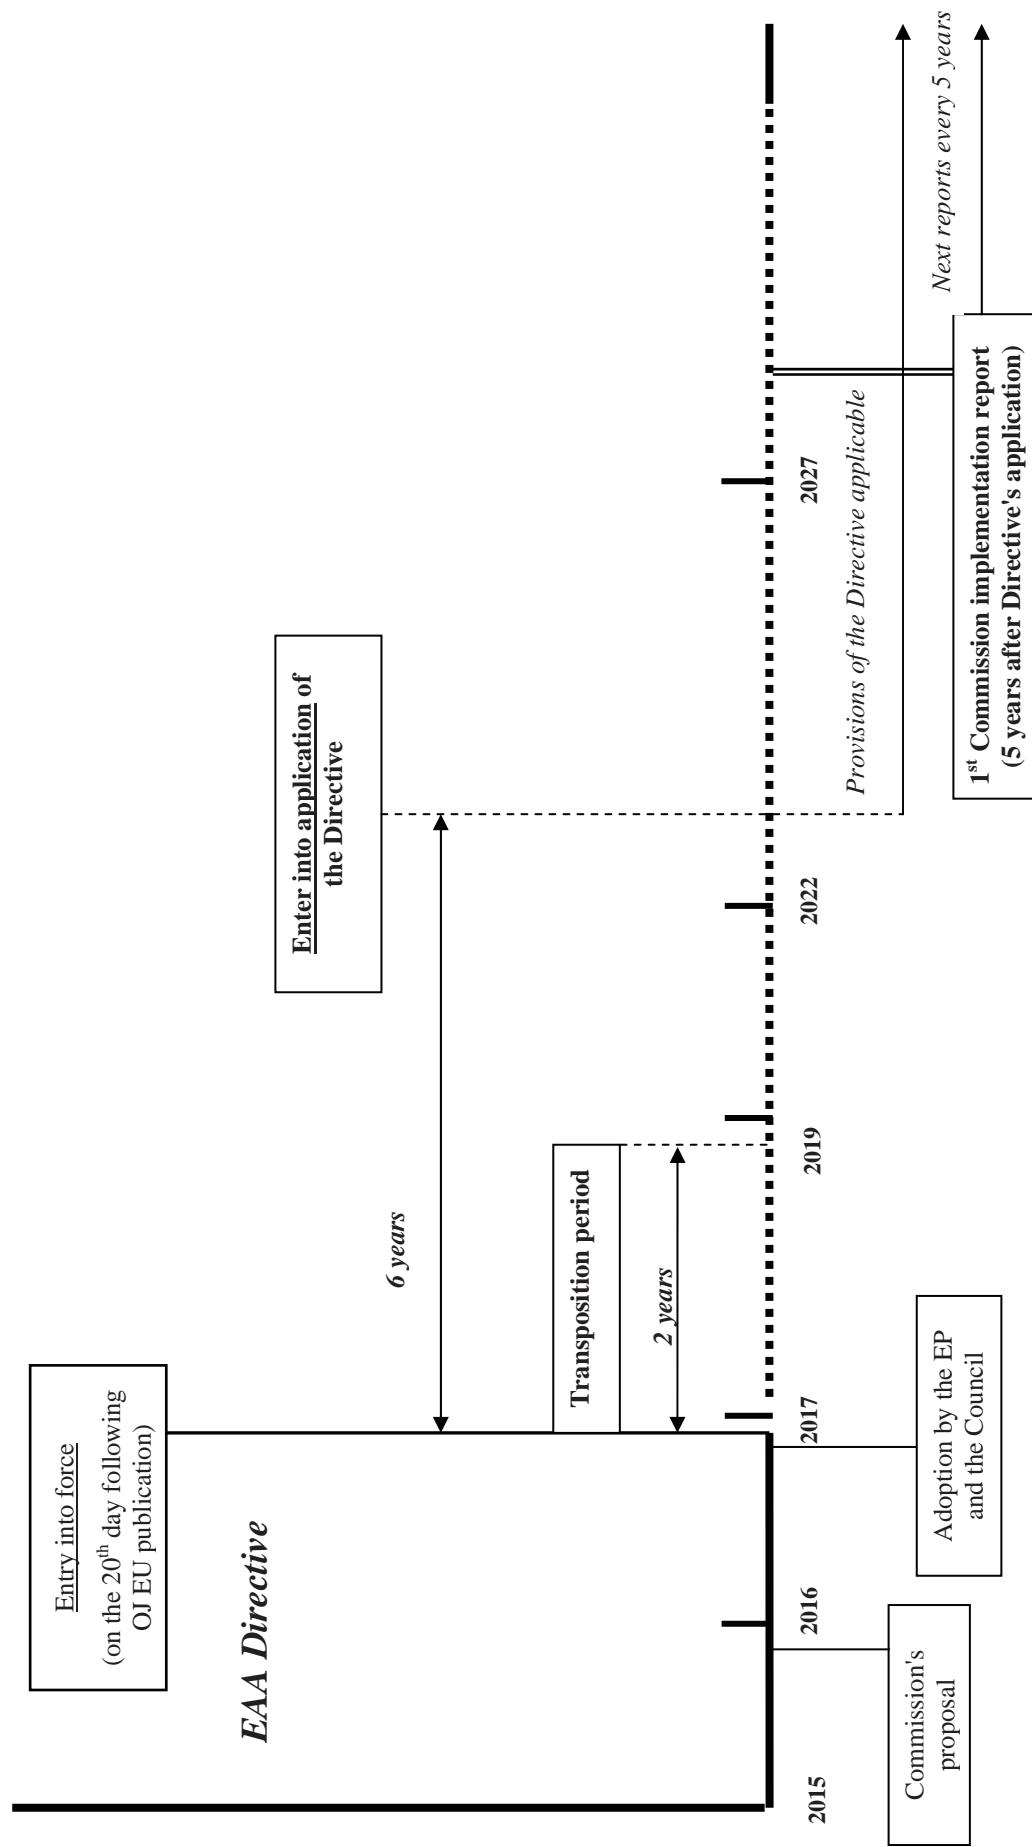 Entry into force
(on the 20th day following
OJ EU publication)
EAA Directive
Enter into application of
the Directive
6 years
Transposition period
2 years
2015
2016
2017
2019
2022
2027
Commission's
proposal
Adoption by the EP
and the Council
Provisions of the Directive applicable
Next reports every 5 years
1st Commission implementation report
(5 years after Directive's application)